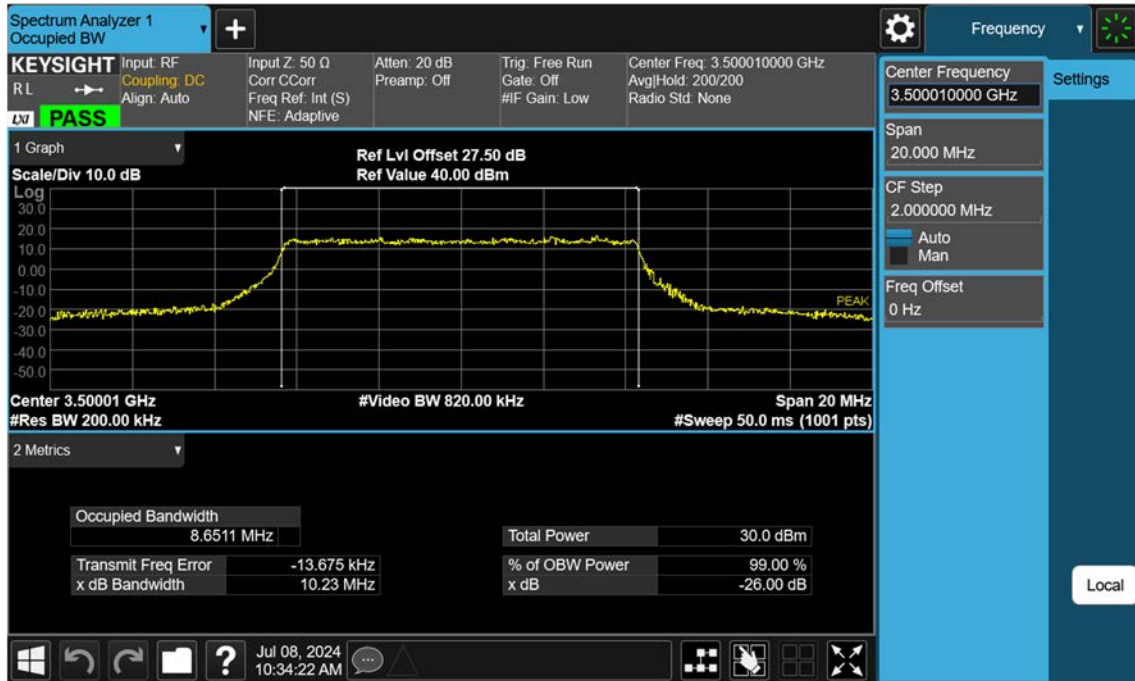 Spectrum Analyzer 1
Occupied BW
Frequency
KEYSIGHT
R L
LXI PASS
Input: RF
Coupling: DC
Align: Auto
Input Z: 50 Ω
Corr CCorr
Freq Ref: Int (S)
NFE: Adaptive
Atten: 20 dB
Preamp: Off
Trig: Free Run
Gate: Off
#IF Gain: Low
Center Freq: 3.500010000 GHz
Avg|Hold: 200/200
Radio Std: None
Center Frequency
3.500010000 GHz
Settings
Span
20.000 MHz
CF Step
2.000000 MHz
Auto
Man
Freq Offset
0 Hz
Local
1 Graph
Scale/Div 10.0 dB
Ref Lvl Offset 27.50 dB
Ref Value 40.00 dBm
Log
30.0
20.0
10.0
0.00
-10.0
-20.0
-30.0
-40.0
-50.0
PEAK
Center 3.50001 GHz
#Video BW 820.00 kHz
Span 20 MHz
#Res BW 200.00 kHz
#Sweep 50.0 ms (1001 pts)
2 Metrics
Occupied Bandwidth
8.6511 MHz
Total Power 30.0 dBm
Transmit Freq Error -13.675 kHz
% of OBW Power 99.00 %
x dB Bandwidth 10.23 MHz
x dB -26.00 dB
?
Jul 08, 2024
10:34:22 AM